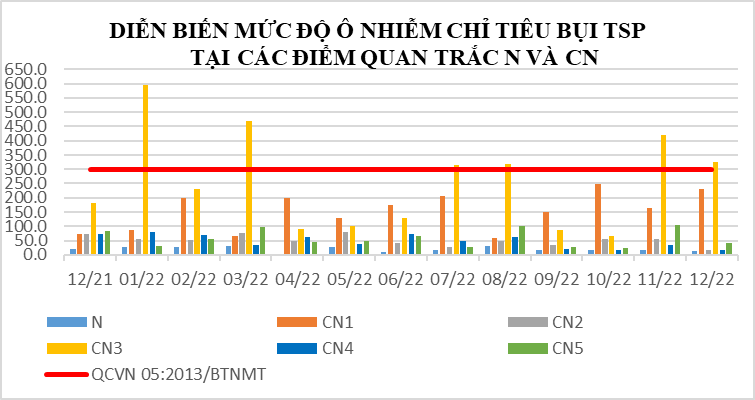 DIỄN BIẾN MỨC ĐỘ Ô NHIỄM CHỈ TIÊU BỤI TSP
TẠI CÁC ĐIỂM QUAN TRẮC N VÀ CN
650.0
600.0
550.0
500.0
450.0
400.0
350.0
300.0
250.0
200.0
150.0
100.0
50.0
0.0
12/21 01/22 02/22 03/22 04/22 05/22 06/22 07/22 08/22 09/22 10/22 11/22 12/22
N CN1 CN2
CN3 CN4 CN5
QCVN 05:2013/BTNMT